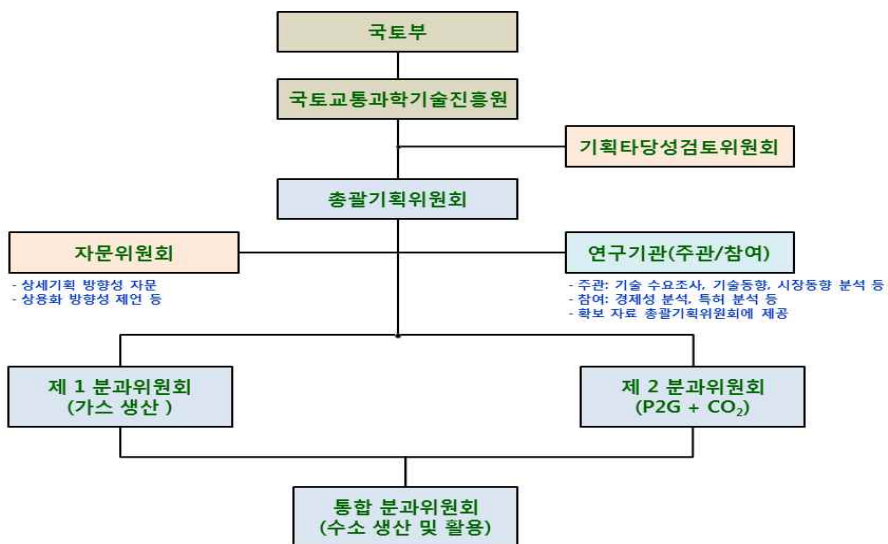 국토부
국토교통과학기술진흥원
기획타당성검토위원회
총괄기획위원회
자문위원회
- 상세기획 방향성 자문
- 상용화 방향성 제언 등
연구기관(주관/참여)
- 주관: 기술 수요조사, 기술동향, 시장동향 분석 등
- 참여: 경제성 분석, 특허 분석 등
- 확보 자료 총괄기획위원회에 제공
제 1 분과위원회
(가스 생산 )
제 2 분과위원회
(P2G + CO₂)
통합 분과위원회
(수소 생산 및 활용)